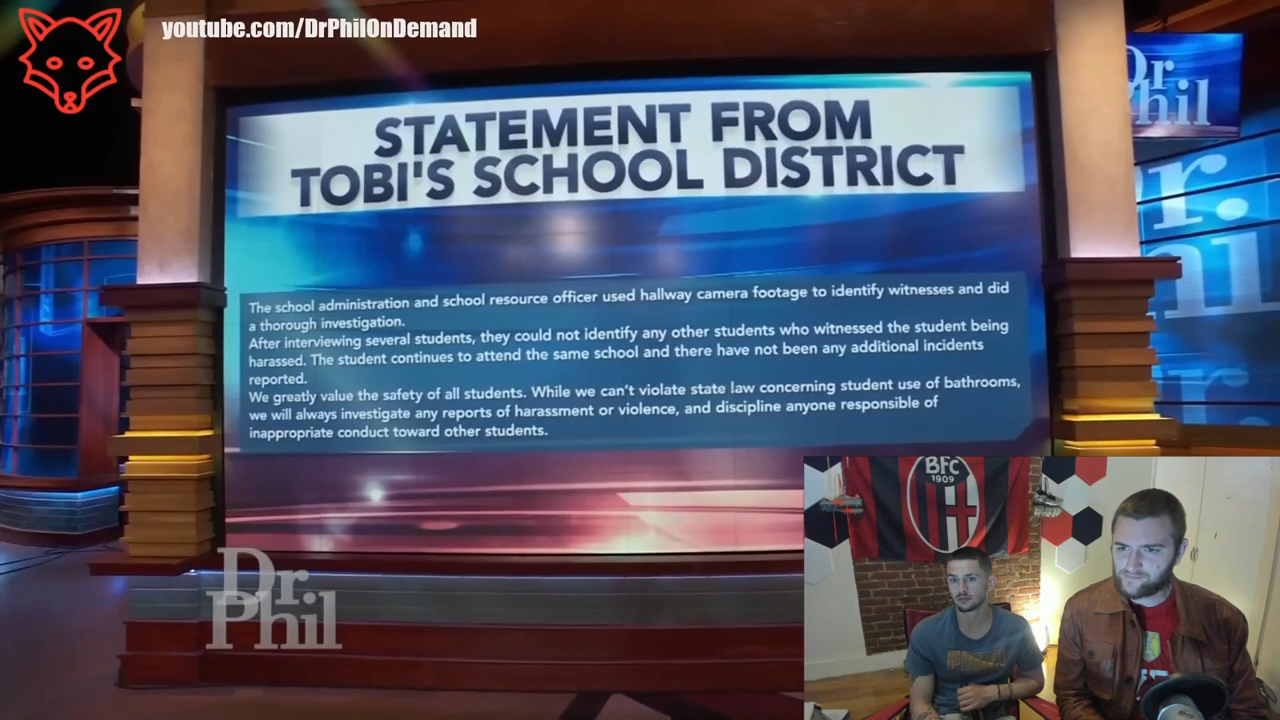 youtube.com/DrPhilOnDemand
Dr
Phil
STATEMENT FROM
TOBI'S SCHOOL DISTRICT
The school administration and school resource officer used hallway camera footage to identify witnesses and did
a thorough investigation.
After interviewing several students, they could not identify any other students who witnessed the student being
harassed. The student continues to attend the same school and there have not been any additional incidents
reported.
We greatly value the safety of all students. While we can't violate state law concerning student use of bathrooms,
we will always investigate any reports of harassment or violence, and discipline anyone responsible of
inappropriate conduct toward other students.
BFC
1909
Dr
Phil